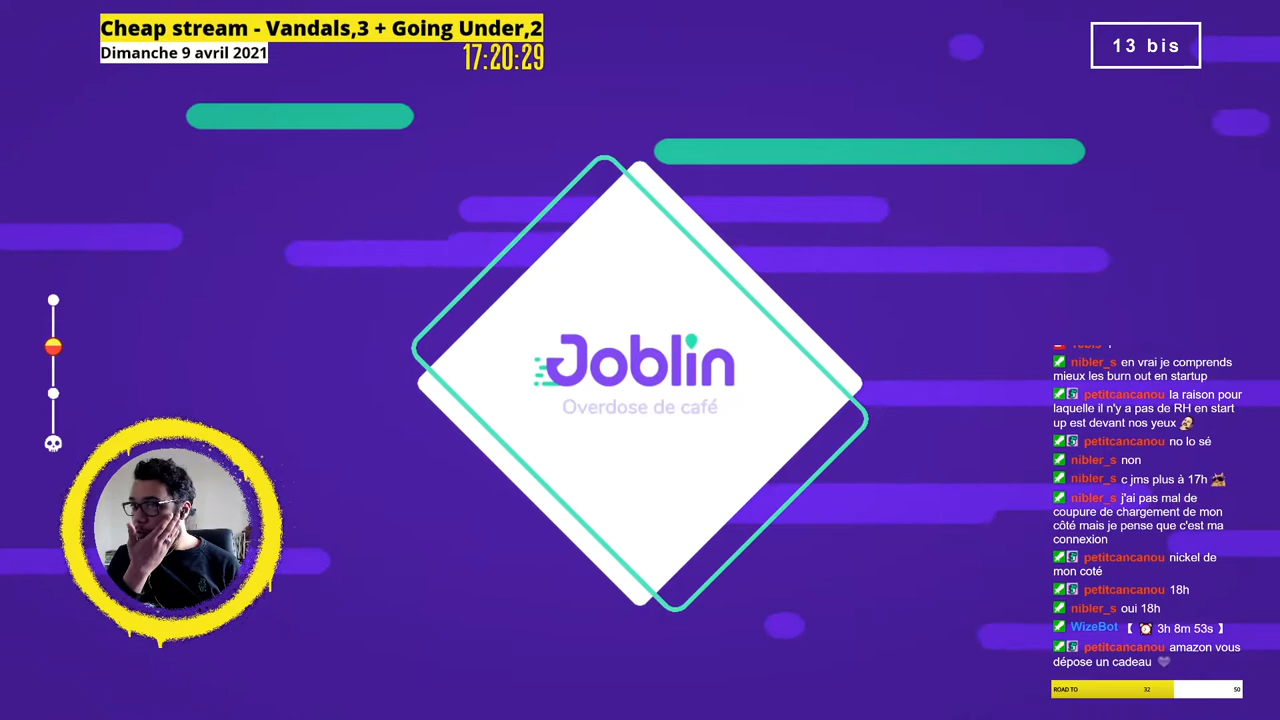 Cheap stream - Vandals,3 + Going Under,2
Dimanche 9 avril 2021
17:20:29
13 bis
Joblin
Overdose de café
nibler_s en vrai je comprends
mieux les burn out en startup
petitcancanou la raison pour
laquelle il n'y a pas de RH en start
up est devant nos yeux
petitcancanou no lo sé
nibler_s non
nibler_s c jms plus à 17h
nibler_s j'ai pas mal de
coupure de chargement de mon
côté mais je pense que c'est ma
connexion
petitcancanou nickel de
mon coté
petitcancanou 18h
nibler_s oui 18h
WizeBot 【 3h 8m 53s 】
petitcancanou amazon vous
dépose un cadeau
ROAD TO 32 50